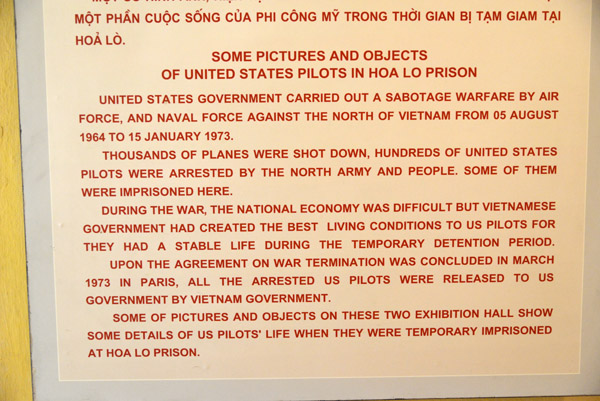 MỘT PHẦN CUỘC SỐNG CỦA PHI CÔNG MỸ TRONG THỜI GIAN BỊ TẠM GIAM TẠI
HOẢ LÒ.
SOME PICTURES AND OBJECTS
OF UNITED STATES PILOTS IN HOA LO PRISON
UNITED STATES GOVERNMENT CARRIED OUT A SABOTAGE WARFARE BY AIR
FORCE, AND NAVAL FORCE AGAINST THE NORTH OF VIETNAM FROM 05 AUGUST
1964 TO 15 JANUARY 1973.
THOUSANDS OF PLANES WERE SHOT DOWN, HUNDREDS OF UNITED STATES
PILOTS WERE ARRESTED BY THE NORTH ARMY AND PEOPLE. SOME OF THEM
WERE IMPRISONED HERE.
DURING THE WAR, THE NATIONAL ECONOMY WAS DIFFICULT BUT VIETNAMESE
GOVERNMENT HAD CREATED THE BEST LIVING CONDITIONS TO US PILOTS FOR
THEY HAD A STABLE LIFE DURING THE TEMPORARY DETENTION PERIOD.
UPON THE AGREEMENT ON WAR TERMINATION WAS CONCLUDED IN MARCH
1973 IN PARIS, ALL THE ARRESTED US PILOTS WERE RELEASED TO US
GOVERNMENT BY VIETNAM GOVERNMENT.
SOME OF PICTURES AND OBJECTS ON THESE TWO EXHIBITION HALL SHOW
SOME DETAILS OF US PILOTS' LIFE WHEN THEY WERE TEMPORARY IMPRISONED
AT HOA LO PRISON.